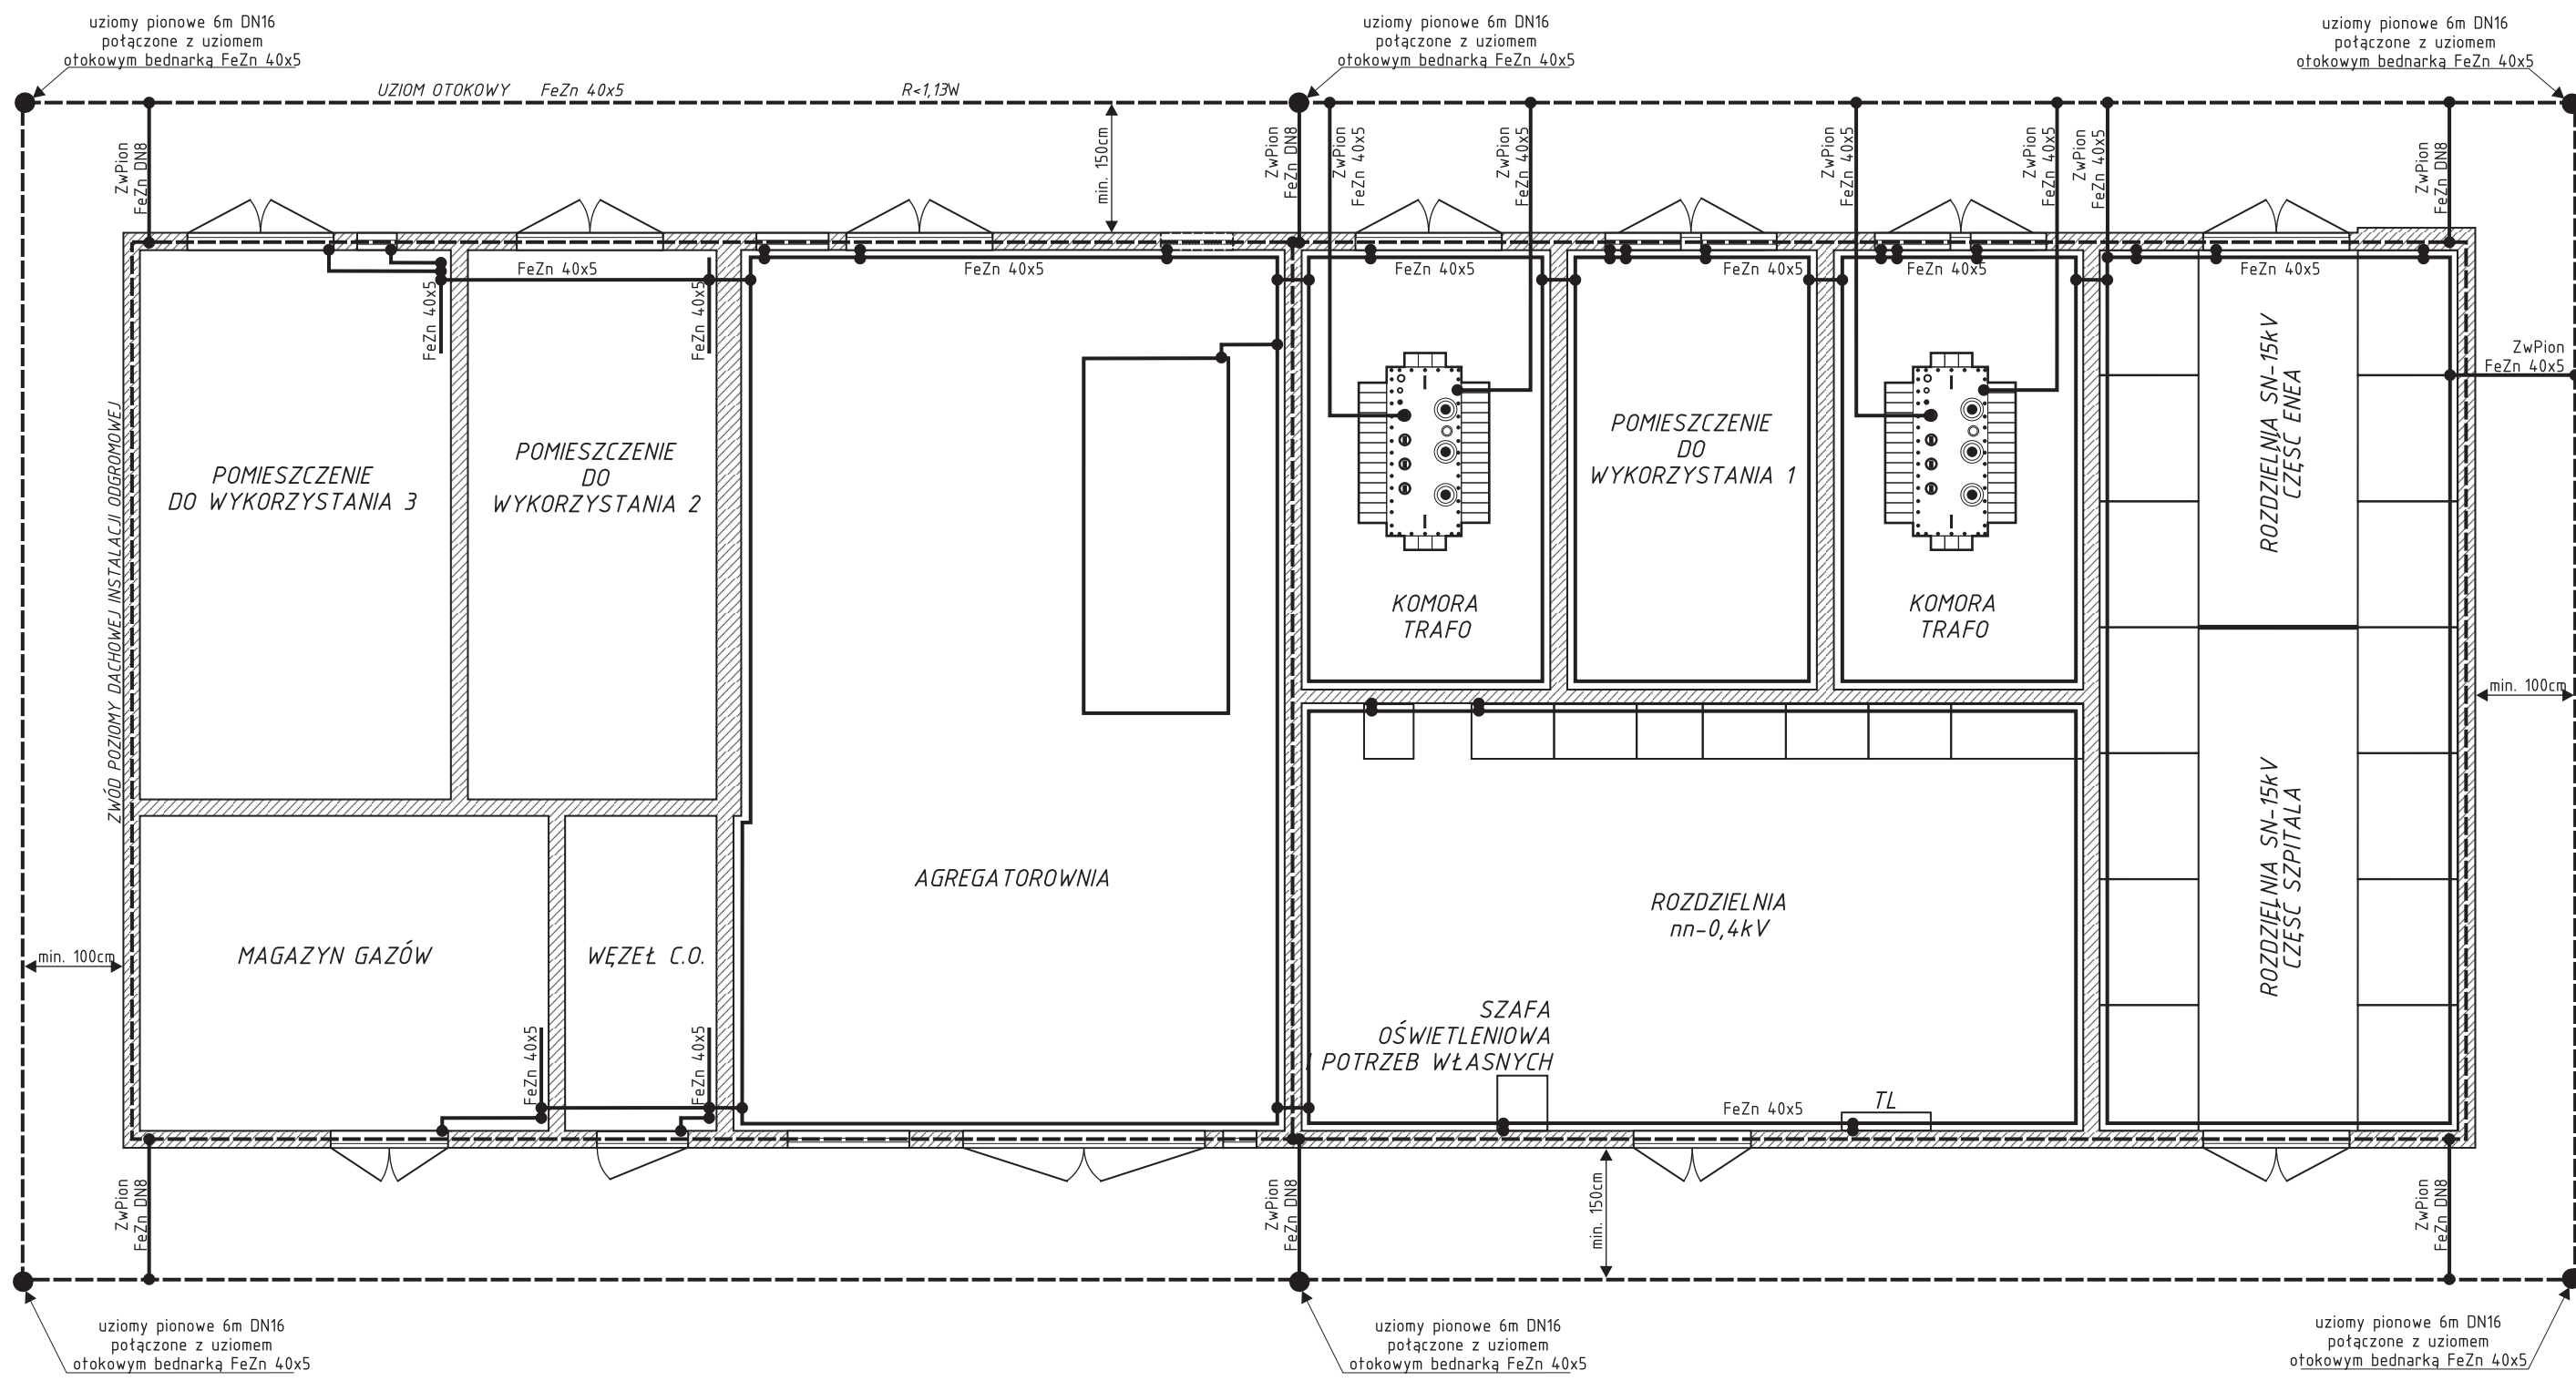 uziomy pionowe 6m DN16
połączone z uziomem
otokowym bednarką FeZn 40x5
uziomy pionowe 6m DN16
połączone z uziomem
otokowym bednarką FeZn 40x5
uziomy pionowe 6m DN16
połączone z uziomem
otokowym bednarką FeZn 40x5
UZIOM OTOKOWY FeZn 40x5
R<1,13W
ZwPion
FeZn DN8
min. 150cm
ZwPion
FeZn DN8
ZwPion
FeZn 40x5
ZwPion
FeZn 40x5
ZwPion
FeZn 40x5
ZwPion
FeZn 40x5
ZwPion
FeZn 40x5
ZwPion
FeZn DN8
FeZn 40x5
FeZn 40x5
FeZn 40x5
FeZn 40x5
FeZn 40x5
FeZn 40x5
FeZn 40x5
FeZn 40x5
ZwPion
FeZn 40x5
ZWÓD POZIOMY DACHOWEJ INSTALACJI ODGROMOWEJ
POMIESZCZENIE
DO WYKORZYSTANIA 3
POMIESZCZENIE
DO
WYKORZYSTANIA 2
POMIESZCZENIE
DO
WYKORZYSTANIA 1
ROZDZIELNIA SN-15kV
CZĘŚĆ ENEA
KOMORA
TRAFO
KOMORA
TRAFO
min. 100cm
AGREGATOROWNIA
ROZDZIELNIA
nn-0,4kV
ROZDZIELNIA SN-15kV
CZĘŚĆ SZPITALA
MAGAZYN GAZÓW
WĘZEŁ C.O.
min. 100cm
SZAFA
OŚWIETLENIOWA
I POTRZEB WŁASNYCH
FeZn 40x5
FeZn 40x5
FeZn 40x5
TL
ZwPion
FeZn DN8
ZwPion
FeZn DN8
min. 150cm
ZwPion
FeZn DN8
uziomy pionowe 6m DN16
połączone z uziomem
otokowym bednarką FeZn 40x5
uziomy pionowe 6m DN16
połączone z uziomem
otokowym bednarką FeZn 40x5
uziomy pionowe 6m DN16
połączone z uziomem
otokowym bednarką FeZn 40x5